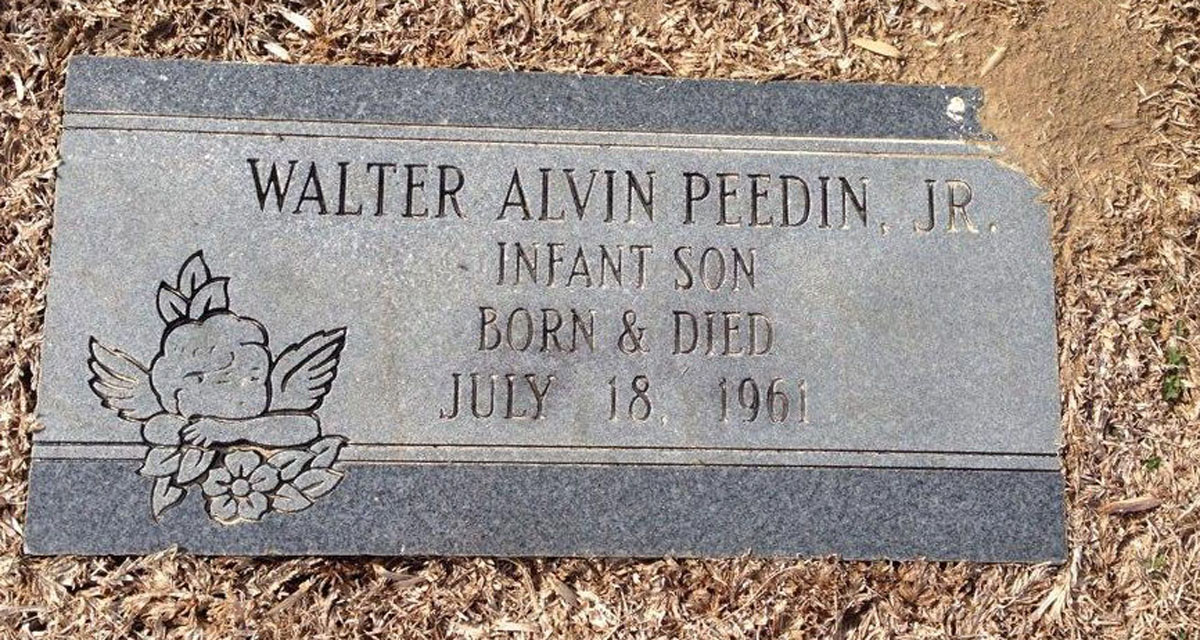 WALTER ALVIN PEEDIN, JR.
INFANT SON
BORN & DIED
JULY 18, 1961